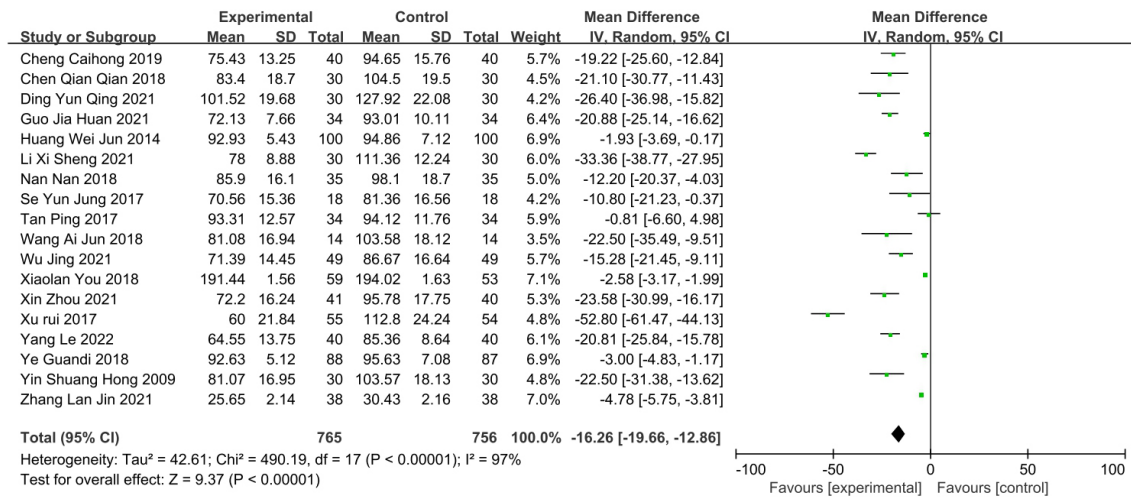 Experimental Control Mean Difference Mean Difference
Study or Subgroup Mean SD Total Mean SD Total Weight IV, Random, 95% CI IV, Random, 95% CI
Cheng Caihong 2019 75.43 13.25 40 94.65 15.76 40 5.7% -19.22 [-25.60, -12.84]
Chen Qian Qian 2018 83.4 18.7 30 104.5 19.5 30 4.5% -21.10 [-30.77, -11.43]
Ding Yun Qing 2021 101.52 19.68 30 127.92 22.08 30 4.2% -26.40 [-36.98, -15.82]
Guo Jia Huan 2021 72.13 7.66 34 93.01 10.11 34 6.2% -20.88 [-25.14, -16.62]
Huang Wei Jun 2014 92.93 5.43 100 94.86 7.12 100 6.9% -1.93 [-3.69, -0.17]
Li Xi Sheng 2021 78 8.88 30 111.36 12.24 30 6.0% -33.36 [-38.77, -27.95]
Nan Nan 2018 85.9 16.1 35 98.1 18.7 35 5.0% -12.20 [-20.37, -4.03]
Se Yun Jung 2017 70.56 15.36 18 81.36 16.56 18 4.2% -10.80 [-21.23, -0.37]
Tan Ping 2017 93.31 12.57 34 94.12 11.76 34 5.8% -0.81 [-6.60, 4.98]
Wang Ai Jun 2018 81.08 16.94 14 103.58 18.12 14 3.5% -22.50 [-35.49, -9.51]
Wu Jing 2021 71.39 14.45 49 86.67 16.64 49 5.7% -15.28 [-21.45, -9.11]
Xiaolan You 2018 191.44 1.56 59 194.02 1.63 53 7.1% -2.58 [-3.17, -1.99]
Xin Zhou 2021 72.2 16.24 41 95.78 17.75 40 5.3% -23.58 [-30.99, -16.17]
Xu rui 2017 60 21.84 55 112.8 24.24 54 4.8% -52.80 [-61.47, -44.13]
Yang Le 2022 64.55 13.75 40 85.36 8.64 40 6.1% -20.81 [-25.84, -15.78]
Ye Guandi 2018 92.63 5.12 88 95.63 7.08 87 6.9% -3.00 [-4.83, -1.17]
Yin Shuang Hong 2009 81.07 16.95 30 103.57 18.13 30 4.8% -22.50 [-31.38, -13.62]
Zhang Lan Jin 2021 25.65 2.14 38 30.43 2.16 38 7.0% -4.78 [-5.75, -3.81]
Total (95% CI) 765 756 100.0% -16.26 [-19.66, -12.86]
Heterogeneity: Tau² = 42.61; Chi² = 490.19, df = 17 (P < 0.00001); I² = 97%
Test for overall effect: Z = 9.37 (P < 0.00001)
-100 -50 0 50 100
Favours [experimental] Favours [control]